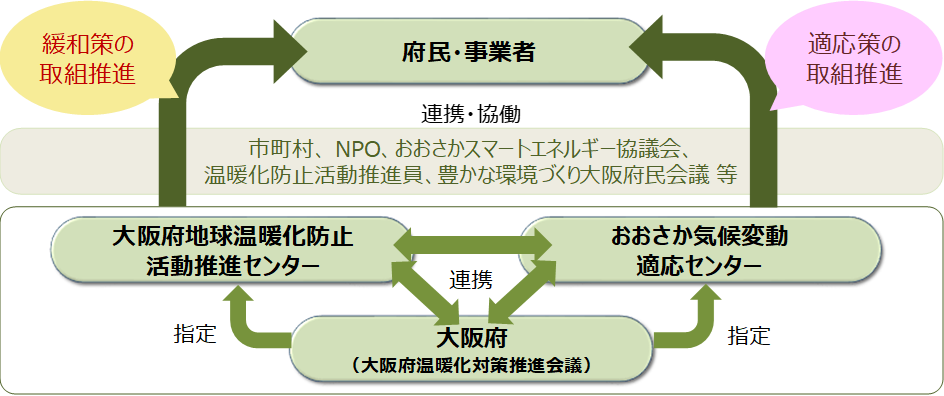 緩和策の
取組推進
府民・事業者
適応策の
取組推進
連携・協働
市町村、NPO、おおさかスマートエネルギー協議会、
温暖化防止活動推進員、豊かな環境づくり大阪府民会議 等
大阪府地球温暖化防止
活動推進センター
おおさか気候変動
適応センター
連携
指定
大阪府
（大阪府温暖化対策推進会議）
指定